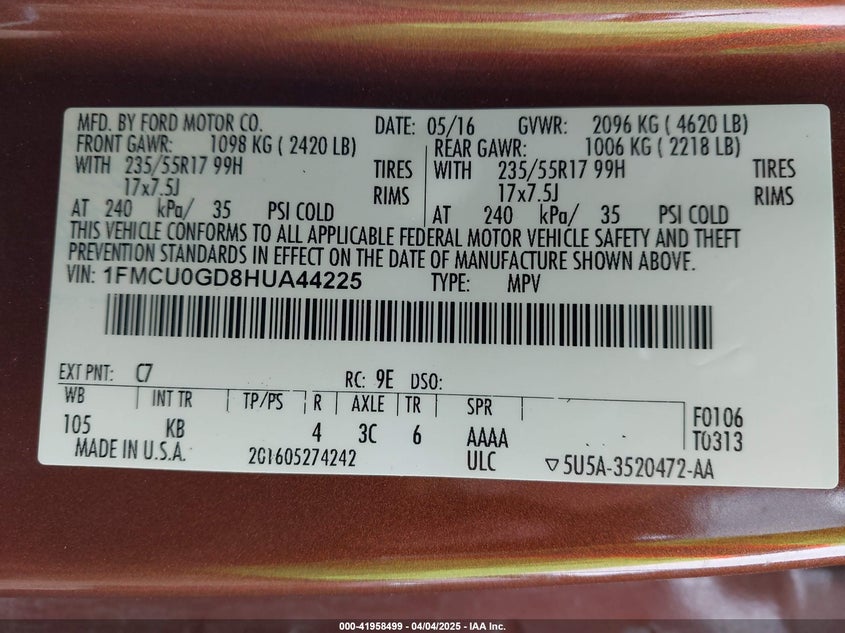 MFD. BY FORD MOTOR CO. DATE: 05/16 GVWR: 2096 KG ( 4620 LB)
FRONT GAWR: 1098 KG ( 2420 LB) REAR GAWR: 1006 KG ( 2218 LB)
WITH 235/55R17 99H TIRES WITH 235/55R17 99H TIRES
17x7.5J RIMS 17x7.5J RIMS
AT 240 kPa/ 35 PSI COLD AT 240 kPa/ 35 PSI COLD
THIS VEHICLE CONFORMS TO ALL APPLICABLE FEDERAL MOTOR VEHICLE SAFETY AND THEFT
PREVENTION STANDARDS IN EFFECT ON THE DATE OF MANUFACTURE SHOWN ABOVE.
VIN: 1FMCU0GD8HUA44225 TYPE: MPV
EXT PNT: C7 RC: 9E DSO:
WB INT TR TP/PS R AXLE TR SPR
105 KB 4 3C 6 AAAA
F0106
T0313
MADE IN U.S.A. 201605274242 ULC ▽5U5A-3520472-AA
000-41958499 - 04/04/2025 - IAA Inc.